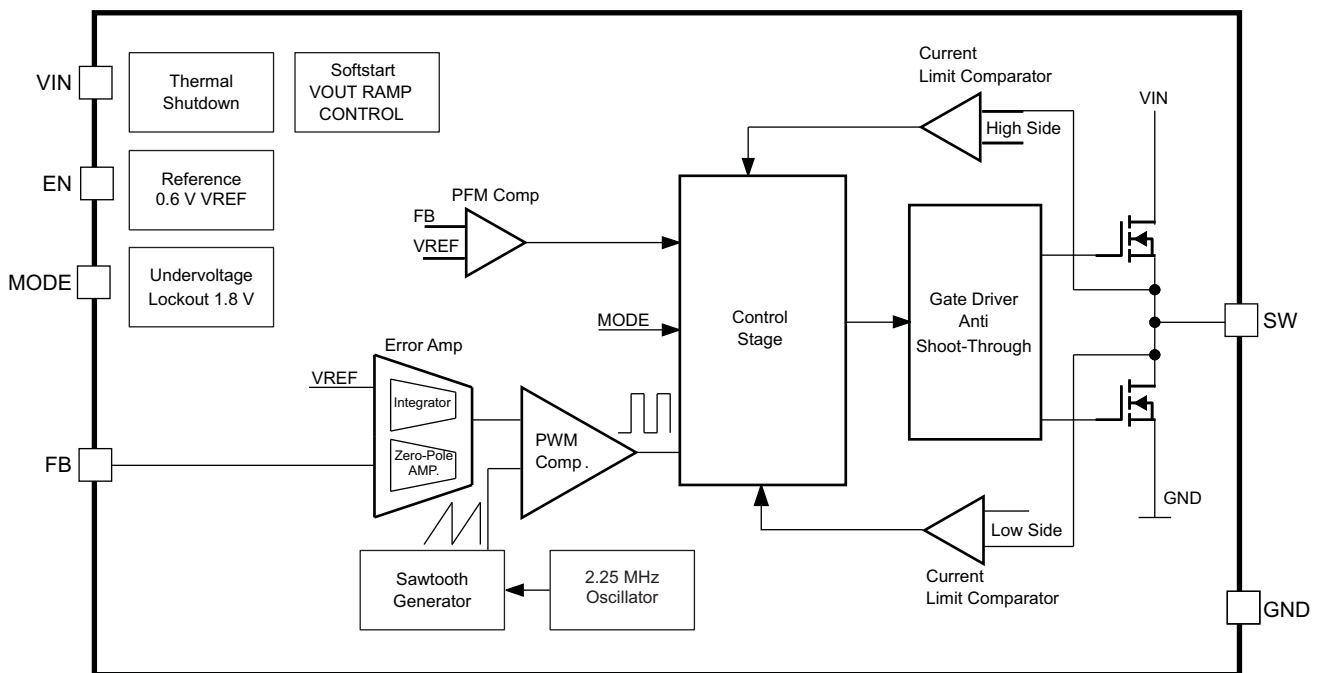 VIN
Thermal
Shutdown
Softstart
VOUT RAMP
CONTROL
Current
Limit Comparator
High Side
VIN
EN
Reference
0.6 V VREF
PFM Comp
FB
VREF
MODE
Undervoltage
Lockout 1.8 V
MODE
Control
Stage
Gate Driver
Anti
Shoot-Through
SW
Error Amp
VREF
Integrator
Zero-Pole
AMP.
PWM
Comp .
FB
Low Side
GND
Current
Limit Comparator
Sawtooth
Generator
2.25 MHz
Oscillator
GND